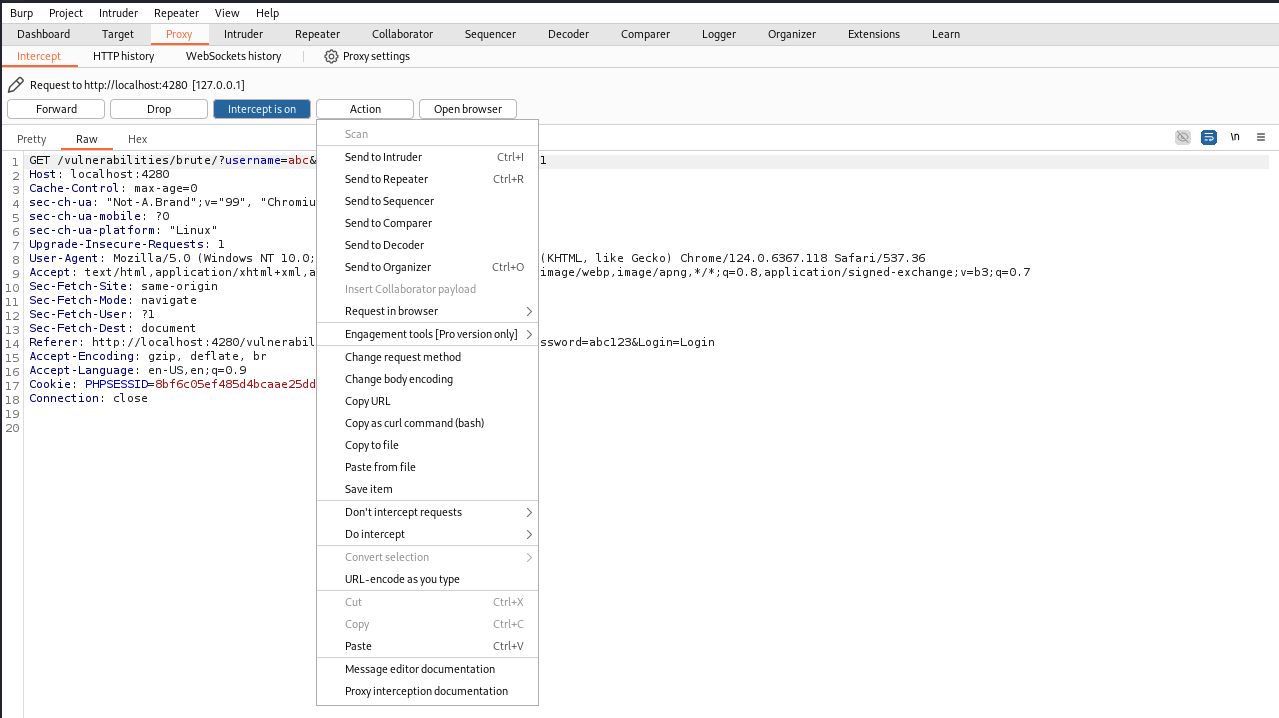 Burp Project Intruder Repeater View Help
Dashboard Target Proxy Intruder Repeater Collaborator Sequencer Decoder Comparer Logger Organizer Extensions Learn
Intercept HTTP history WebSockets history Proxy settings
Request to http://localhost:4280 [127.0.0.1]
Forward Drop Intercept is on Action Open browser
Pretty Raw Hex \n
Scan
Send to Intruder Ctrl+I
Send to Repeater Ctrl+R
Send to Sequencer
Send to Comparer
Send to Decoder
Send to Organizer Ctrl+O
Insert Collaborator payload
Request in browser
Engagement tools [Pro version only]
Change request method
Change body encoding
Copy URL
Copy as curl command (bash)
Copy to file
Paste from file
Save item
Don't intercept requests
Do intercept
Convert selection
URL-encode as you type
Cut Ctrl+X
Copy Ctrl+C
Paste Ctrl+V
Message editor documentation
Proxy interception documentation
1 GET /vulnerabilities/brute/?username=abc& 1
2 Host: localhost:4280
3 Cache-Control: max-age=0
4 sec-ch-ua: "Not-A.Brand";v="99", "Chromiu
5 sec-ch-ua-mobile: ?0
6 sec-ch-ua-platform: "Linux"
7 Upgrade-Insecure-Requests: 1
8 User-Agent: Mozilla/5.0 (Windows NT 10.0; (KHTML, like Gecko) Chrome/124.0.6367.118 Safari/537.36
9 Accept: text/html,application/xhtml+xml,a image/webp,image/apng,*/*;q=0.8,application/signed-exchange;v=b3;q=0.7
10 Sec-Fetch-Site: same-origin
11 Sec-Fetch-Mode: navigate
12 Sec-Fetch-User: ?1
13 Sec-Fetch-Dest: document
14 Referer: http://localhost:4280/vulnerabil ssword=abc123&Login=Login
15 Accept-Encoding: gzip, deflate, br
16 Accept-Language: en-US,en;q=0.9
17 Cookie: PHPSESSID=8bf6c05ef485d4bcaae25dd
18 Connection: close
19
20